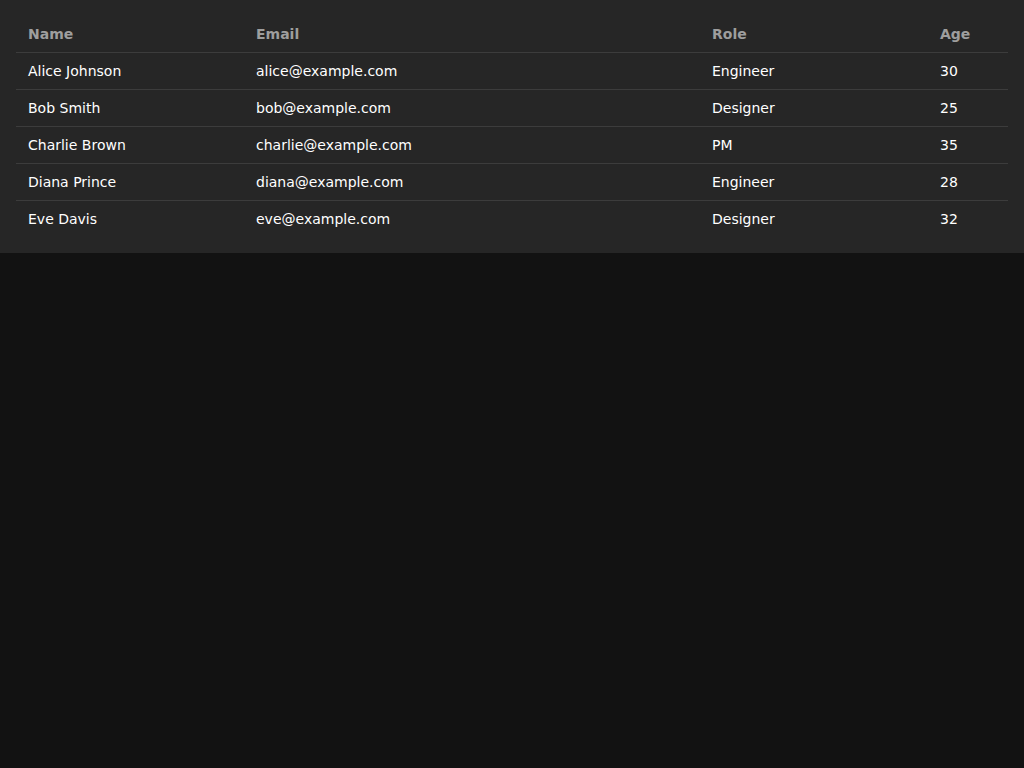 Name Email Role Age
Alice Johnson alice@example.com Engineer 30
Bob Smith bob@example.com Designer 25
Charlie Brown charlie@example.com PM 35
Diana Prince diana@example.com Engineer 28
Eve Davis eve@example.com Designer 32